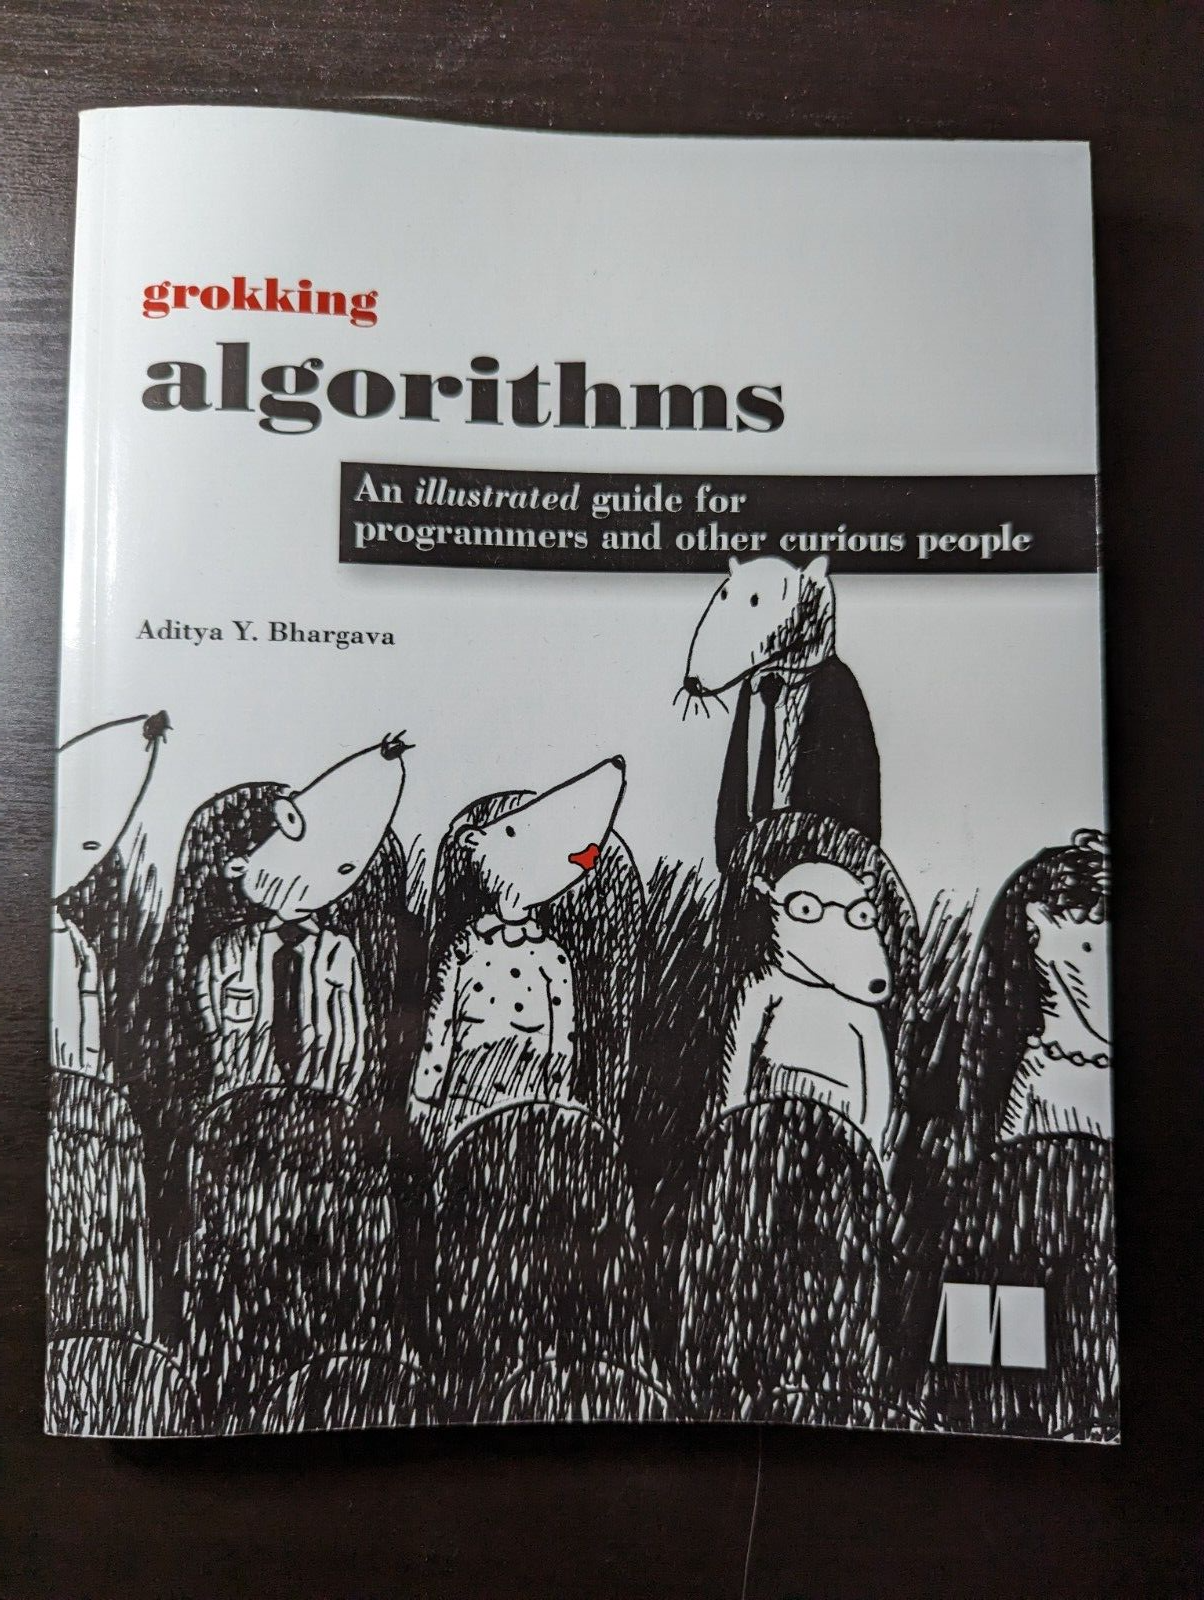 grokking
algorithms
An illustrated guide for
programmers and other curious people
Aditya Y. Bhargava